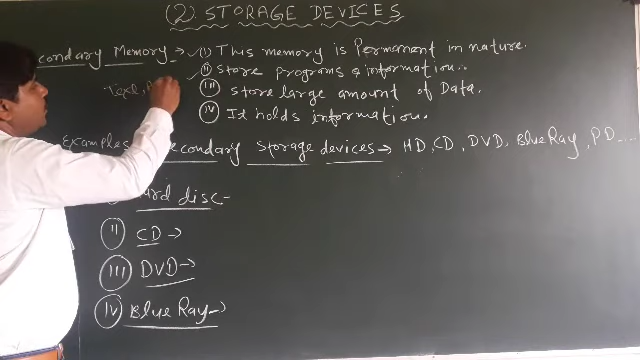 (2) STORAGE DEVICES
condary Memory → (I) This memory is Permanent in nature.
(II) Store programs & information..
Text,
(III) Store large amount of Data.
(IV) It holds information.
Examples secondary storage devices → HD, CD, DVD, BlueRay, PD....
ard disc-
(II) CD →
(III) DVD →
(IV) Blue Ray →